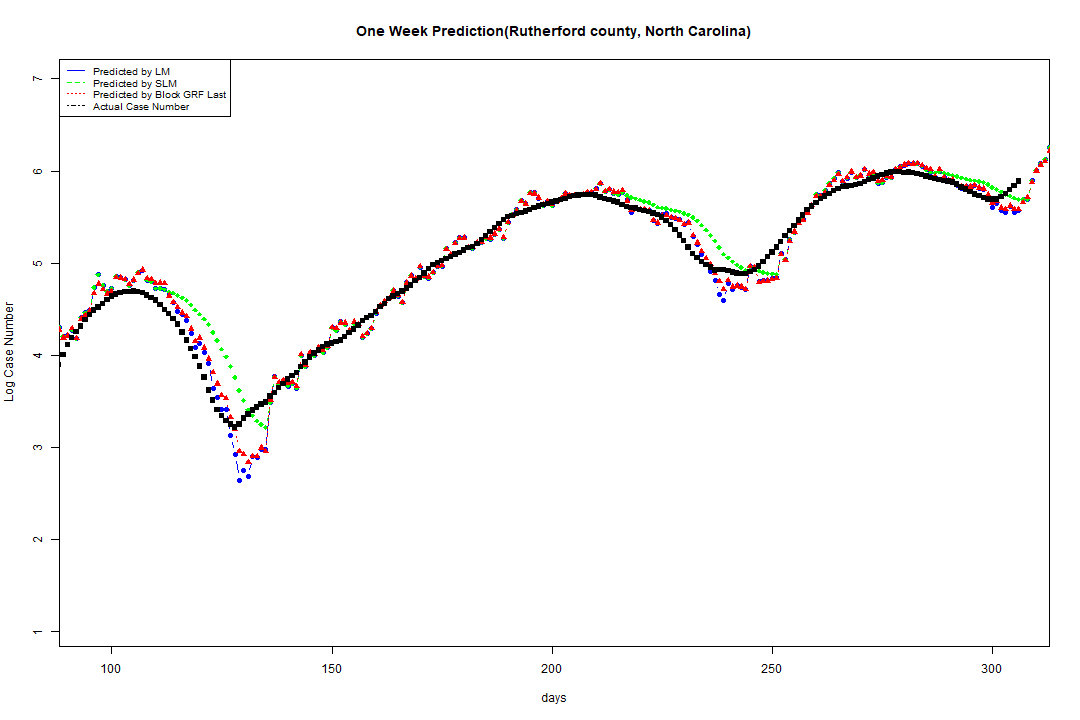 One Week Prediction(Rutherford county, North Carolina)
Predicted by LM
Predicted by SLM
Predicted by Block GRF Last
Actual Case Number
7
6
5
4
3
2
1
Log Case Number
100 150 200 250 300
days